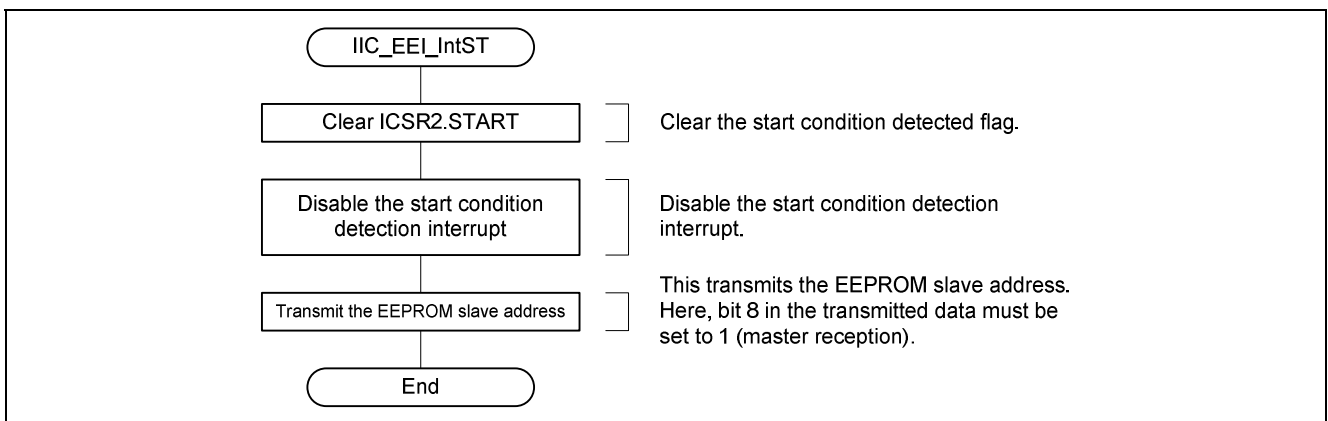 IIC_EEI_IntST
Clear ICSR2.START
Clear the start condition detected flag.
Disable the start condition
detection interrupt
Disable the start condition detection
interrupt.
Transmit the EEPROM slave address
This transmits the EEPROM slave address.
Here, bit 8 in the transmitted data must be
set to 1 (master reception).
End